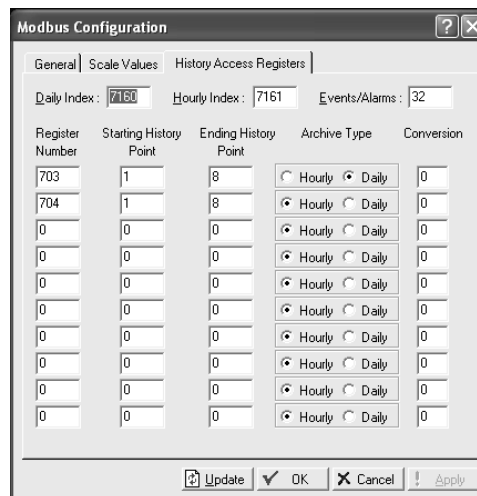 Modbus Configuration
General Scale Values History Access Registers
Daily Index : 7160 Hourly Index : 7161 Events/Alarms : 32
Register Number Starting History Point Ending History Point Archive Type Conversion
703 1 8 Hourly Daily 0
704 1 8 Hourly Daily 0
0 0 0 Hourly Daily 0
0 0 0 Hourly Daily 0
0 0 0 Hourly Daily 0
0 0 0 Hourly Daily 0
0 0 0 Hourly Daily 0
0 0 0 Hourly Daily 0
0 0 0 Hourly Daily 0
0 0 0 Hourly Daily 0
Update OK Cancel Apply